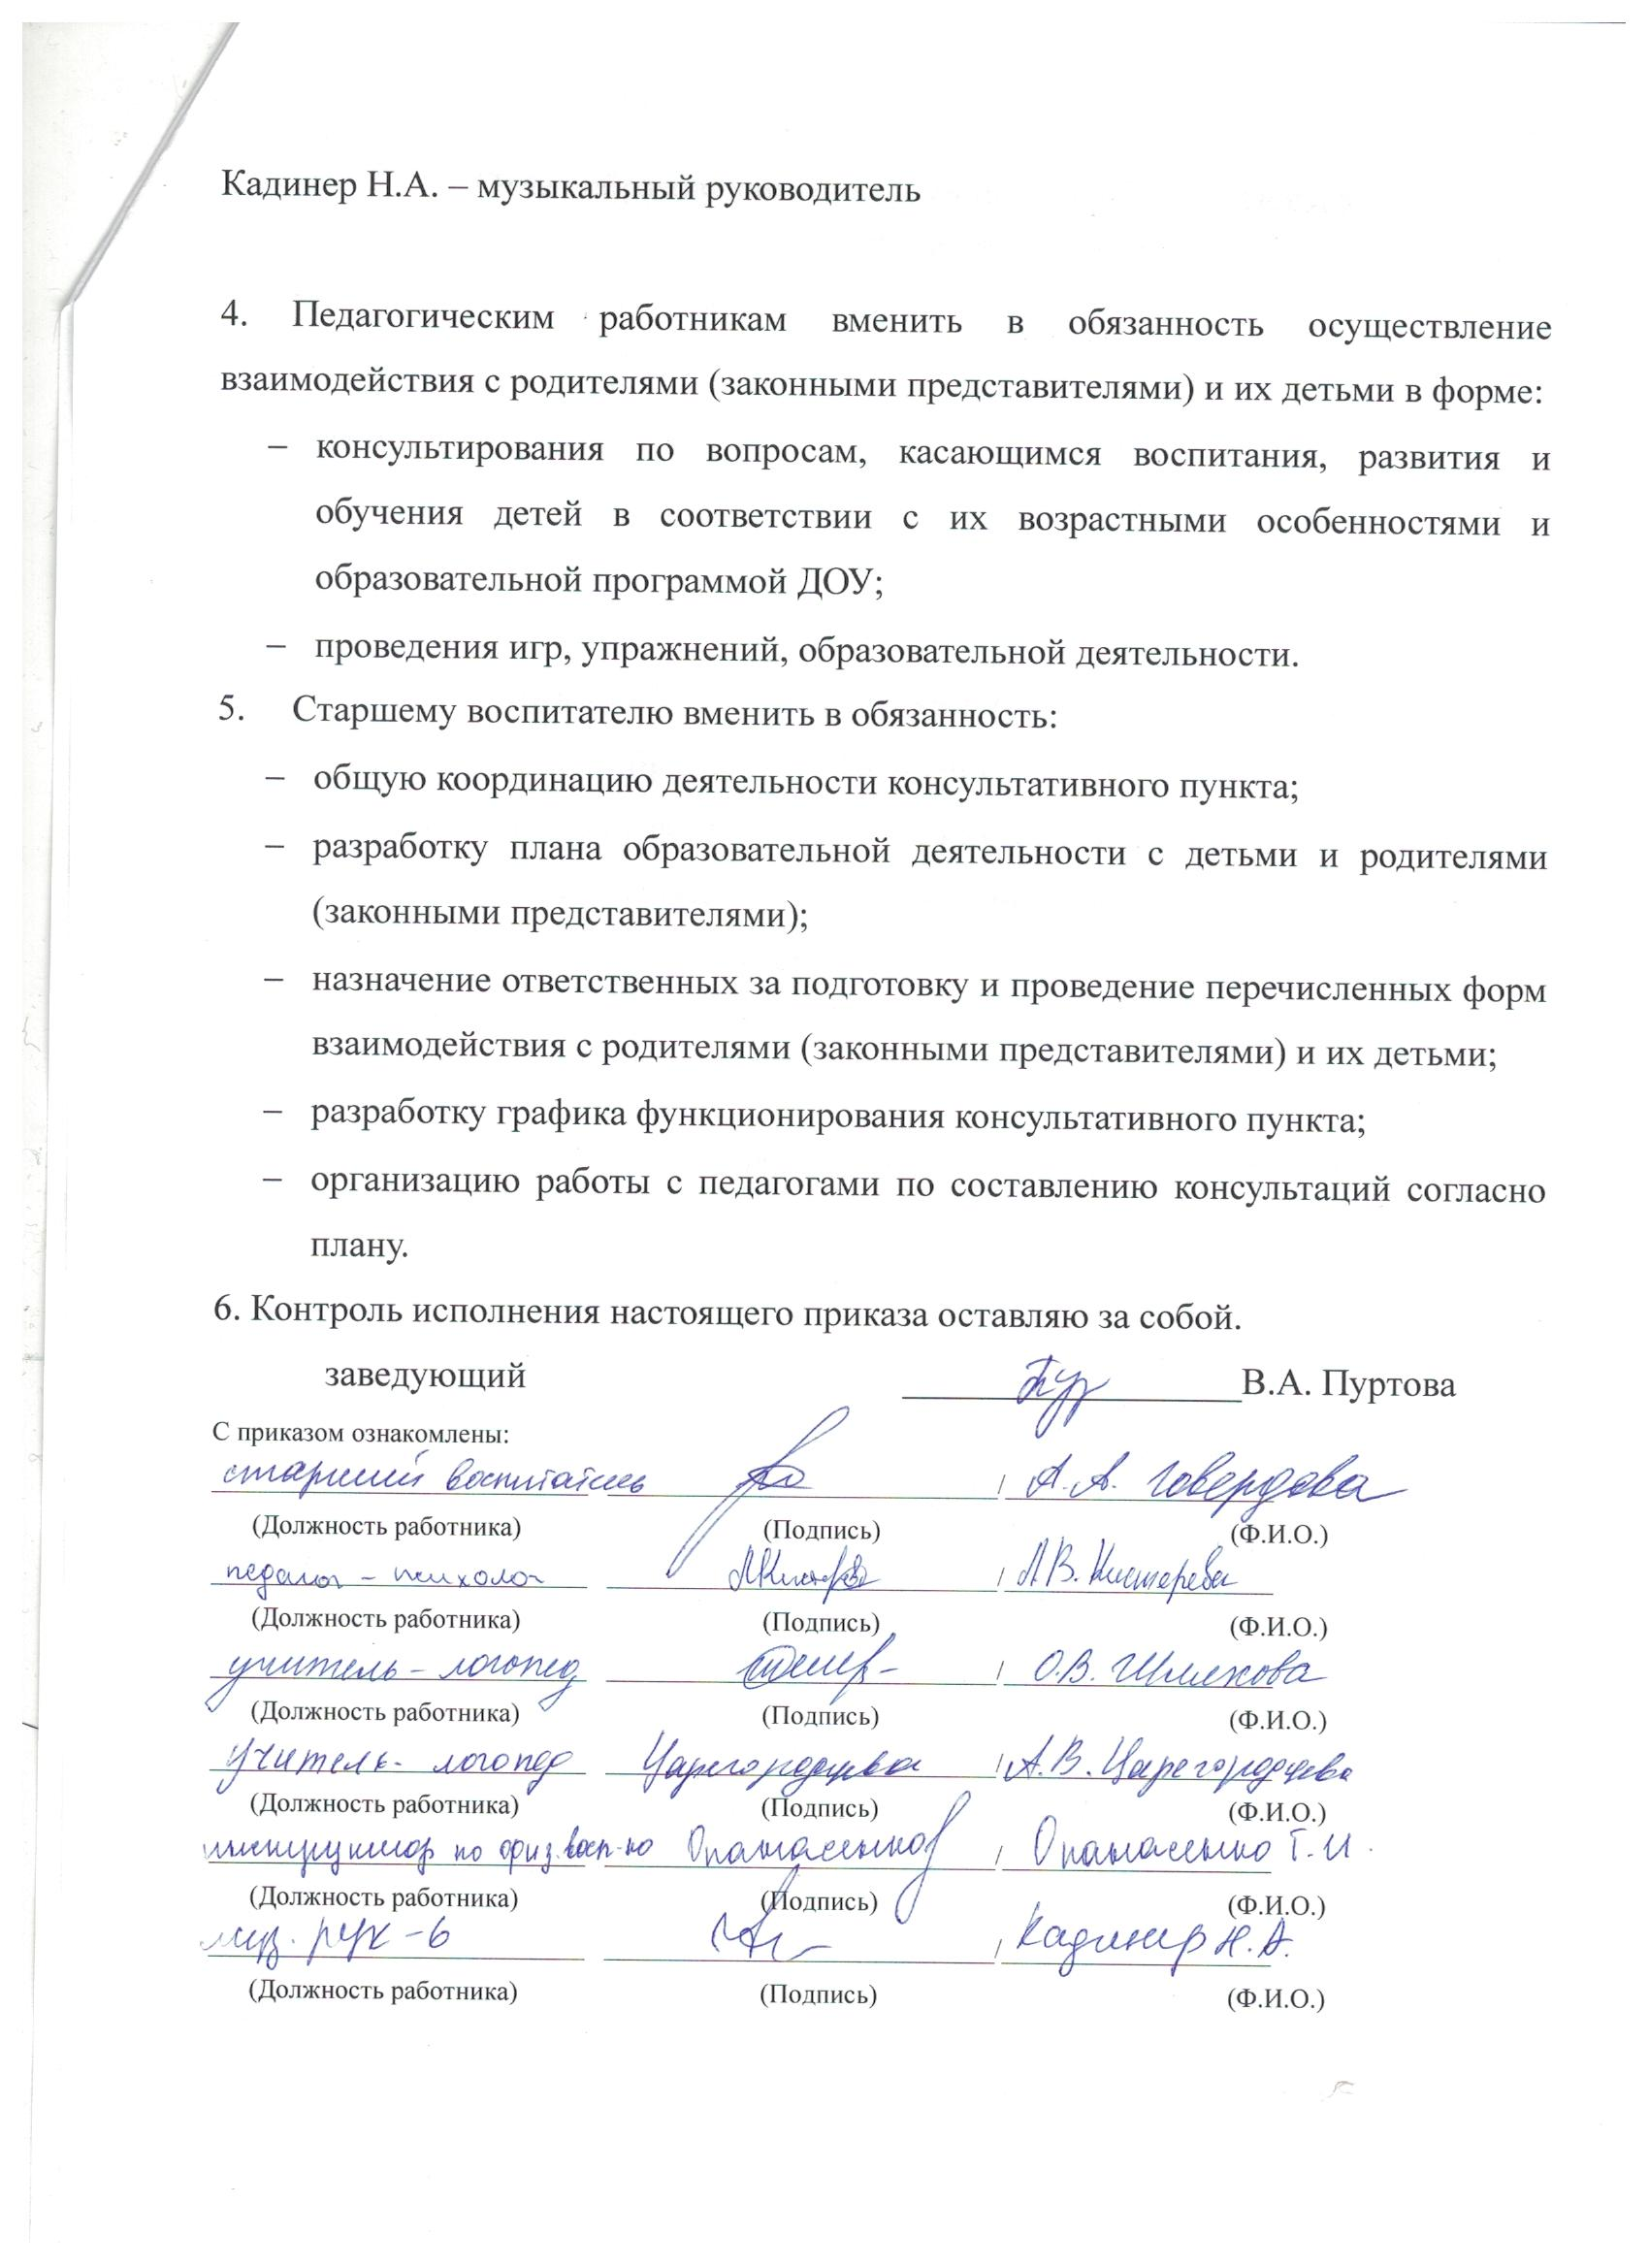 Кадинер Н.А. – музыкальный руководитель
4. Педагогическим работникам вменить в обязанность осуществление
взаимодействия с родителями (законными представителями) и их детьми в форме:
– консультирования по вопросам, касающимся воспитания, развития и
обучения детей в соответствии с их возрастными особенностями и
образовательной программой ДОУ;
– проведения игр, упражнений, образовательной деятельности.
5. Старшему воспитателю вменить в обязанность:
– общую координацию деятельности консультативного пункта;
– разработку плана образовательной деятельности с детьми и родителями
(законными представителями);
– назначение ответственных за подготовку и проведение перечисленных форм
взаимодействия с родителями (законными представителями) и их детьми;
– разработку графика функционирования консультативного пункта;
– организацию работы с педагогами по составлению консультаций согласно
плану.
6. Контроль исполнения настоящего приказа оставляю за собой.
заведующий В.А. Пуртова
С приказом ознакомлены:
старший воспитатель / А.А. Говердова
(Должность работника) (Подпись) (Ф.И.О.)
педагог - психолог / Л.В. Кистерева
(Должность работника) (Подпись) (Ф.И.О.)
учитель - логопед / О.В. Шмехова
(Должность работника) (Подпись) (Ф.И.О.)
учитель - логопед Царегородцева / А.В. Царегородцева
(Должность работника) (Подпись) (Ф.И.О.)
инструктор по физ. восп-ю / Опанасенко Т.И.
(Должность работника) (Подпись) (Ф.И.О.)
муз. рук-ь / Кадинер Н.А.
(Должность работника) (Подпись) (Ф.И.О.)